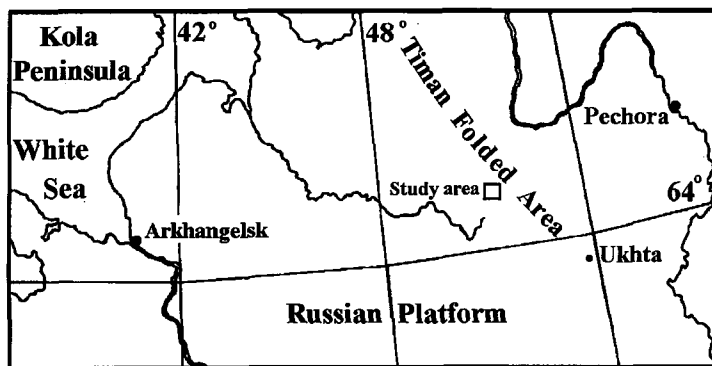 Kola
Peninsula
42°
48°
Timan Folded Area
Pechora
White
Sea
Study area
64°
Arkhangelsk
Ukhta
Russian Platform